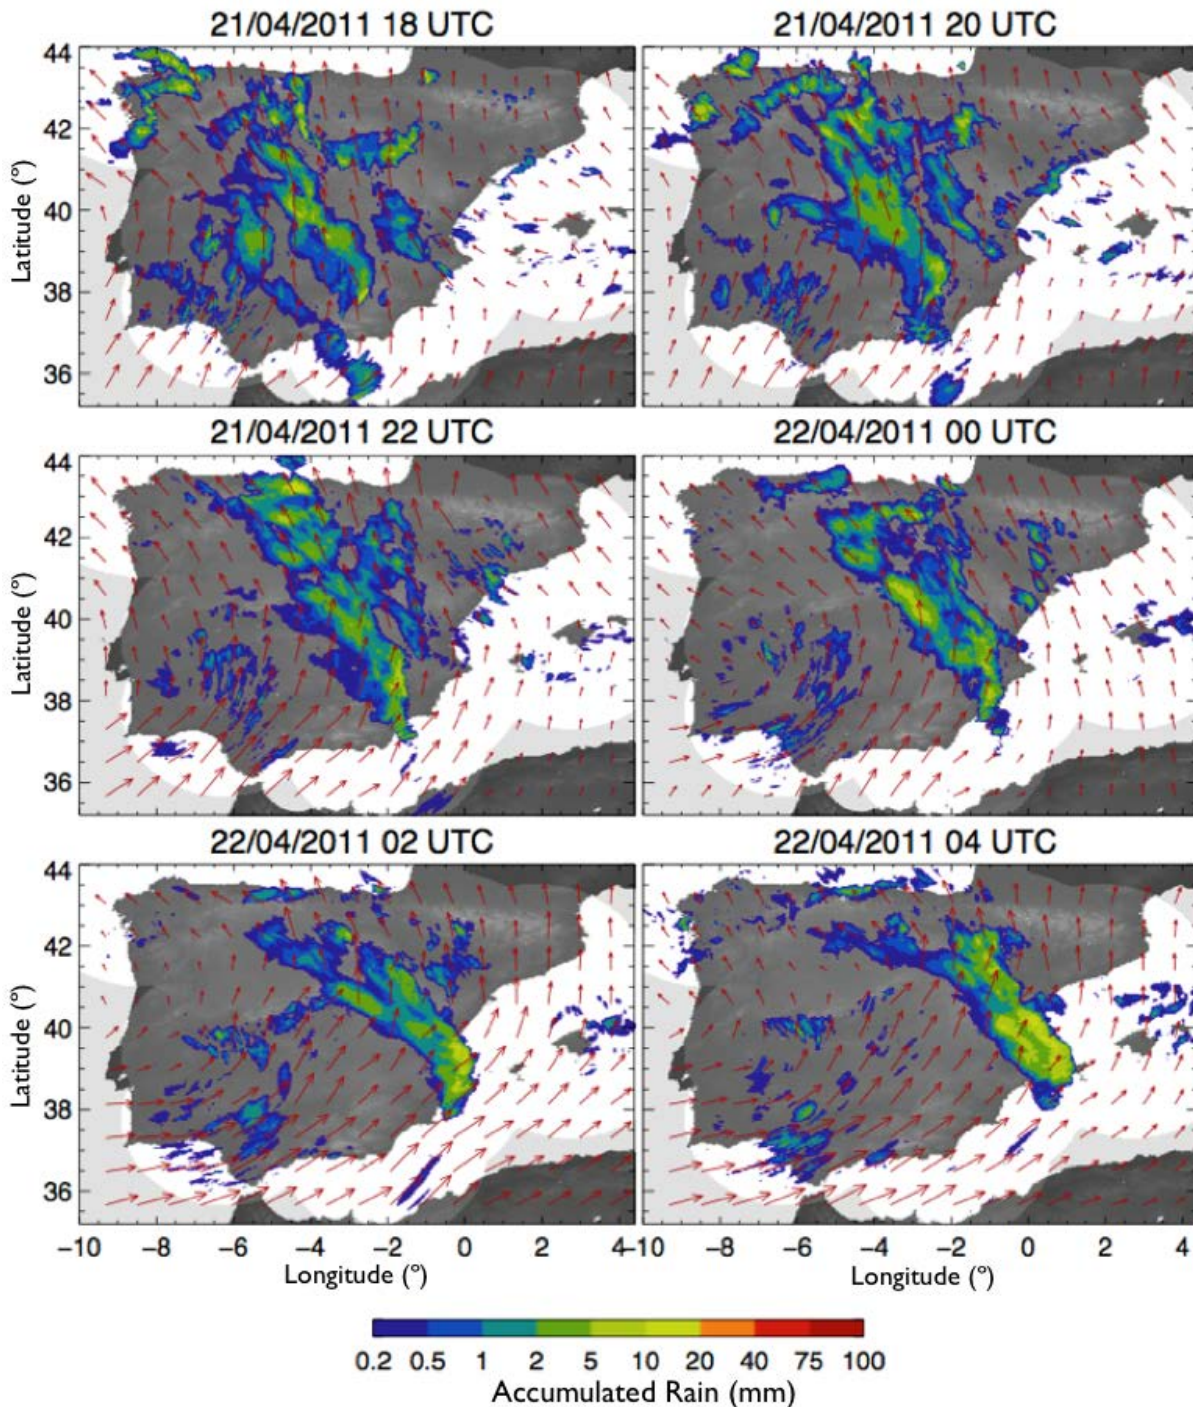 21/04/2011 18 UTC
21/04/2011 20 UTC
44
42
40
38
36
Latitude (°)
21/04/2011 22 UTC
22/04/2011 00 UTC
44
42
40
38
36
Latitude (°)
22/04/2011 02 UTC
22/04/2011 04 UTC
44
42
40
38
36
Latitude (°)
−10 −8 −6 −4 −2 0 2 4−10 −8 −6 −4 −2 0 2 4
Longitude (°) Longitude (°)
0.2 0.5 1 2 5 10 20 40 75 100
Accumulated Rain (mm)